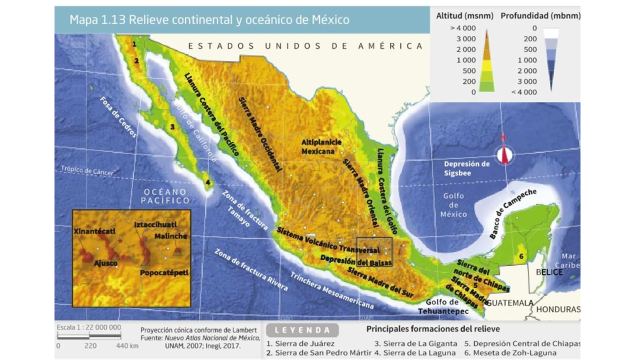 Mapa 1.13 Relieve continental y oceánico de México
Altitud (msnm)
Profundidad (mbnm)
> 4 000
3 000
2 000
1 000
500
200
0
0
200
500
1 000
2 000
3 000
< 4 000
ESTADOS UNIDOS DE AMÉRICA
1
2
3
4
5
6
Llanura Costera del Pacífico
Golfo de California
Fosa de Cedros
Sierra Madre Occidental
Altiplanicie
Mexicana
Sierra Madre Oriental
Llanura Costera del Golfo
Depresión de
Sigsbee
Trópico de Cáncer
OCÉANO
PACÍFICO
Zona de fractura
Tamayo
Golfo
de
México
Banco de Campeche
Mar
Caribe
Xinantécatl
Iztaccíhuatl
Malinche
Ajusco
Popocatépetl
Sistema Volcánico Transversal
Depresión del Balsas
Zona de fractura Rivera
Trinchera Mesoamericana
Sierra Madre del Sur
Sierra del
norte de Chiapas
Sierra Madre
de Chiapas
BELICE
GUATEMALA
HONDURAS
Golfo de
Tehuantepec
Escala 1 : 22 000 000
0 220 440 km
Proyección cónica conforme de Lambert
Fuente: Nuevo Atlas Nacional de México,
UNAM, 2007; Inegi, 2017.
LEYENDA
Principales formaciones del relieve
1. Sierra de Juárez
2. Sierra de San Pedro Mártir
3. Sierra de La Giganta
4. Sierra de La Laguna
5. Depresión Central de Chiapas
6. Meseta de Zoh-Laguna